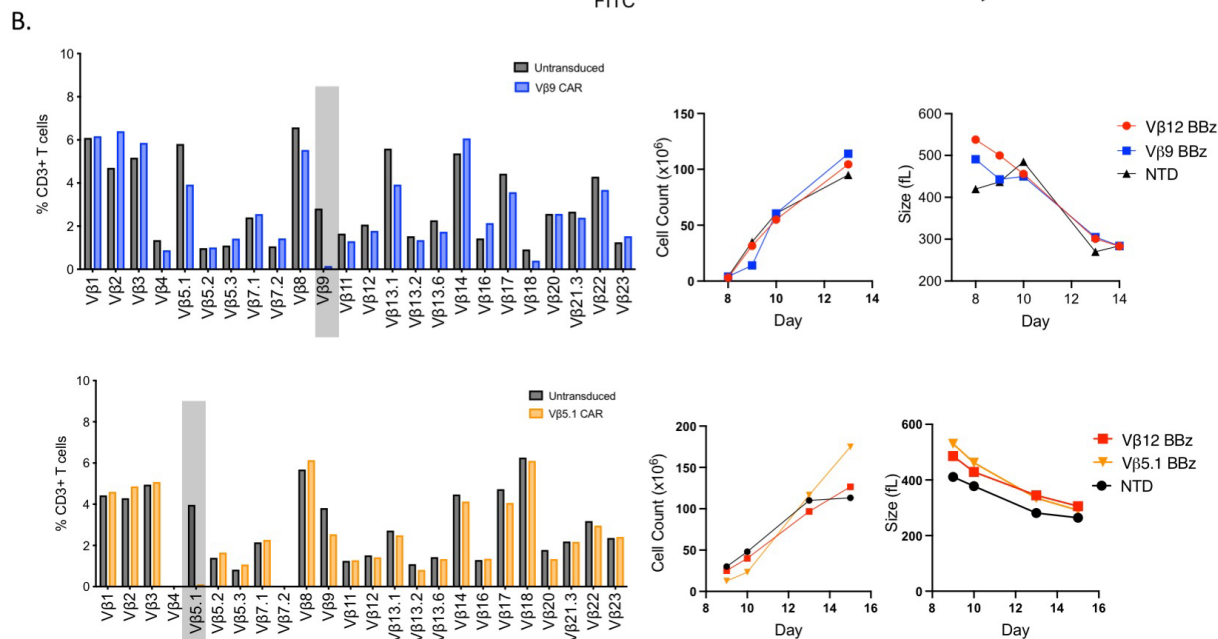 FITC
B.
10
8
6
4
2
0
% CD3+ T cells
Untransduced
Vβ9 CAR
Vβ1
Vβ2
Vβ3
Vβ4
Vβ5.1
Vβ5.2
Vβ5.3
Vβ7.1
Vβ7.2
Vβ8
Vβ9
Vβ11
Vβ12
Vβ13.1
Vβ13.2
Vβ13.6
Vβ14
Vβ16
Vβ17
Vβ18
Vβ20
Vβ21.3
Vβ22
Vβ23
150
100
50
0
Cell Count (x10⁶)
8 10 12 14
Day
600
500
400
300
200
Size (fL)
8 10 12 14
Day
Vβ12 BBz
Vβ9 BBz
NTD
10
8
6
4
2
0
% CD3+ T cells
Untransduced
Vβ5.1 CAR
Vβ1
Vβ2
Vβ3
Vβ4
Vβ5.1
Vβ5.2
Vβ5.3
Vβ7.1
Vβ7.2
Vβ8
Vβ9
Vβ11
Vβ12
Vβ13.1
Vβ13.2
Vβ13.6
Vβ14
Vβ16
Vβ17
Vβ18
Vβ20
Vβ21.3
Vβ22
Vβ23
200
150
100
50
0
Cell Count (x10⁶)
6 8 10 12 14 16
Day
600
400
200
0
Size (fL)
8 10 12 14 16
Day
Vβ12 BBz
Vβ5.1 BBz
NTD